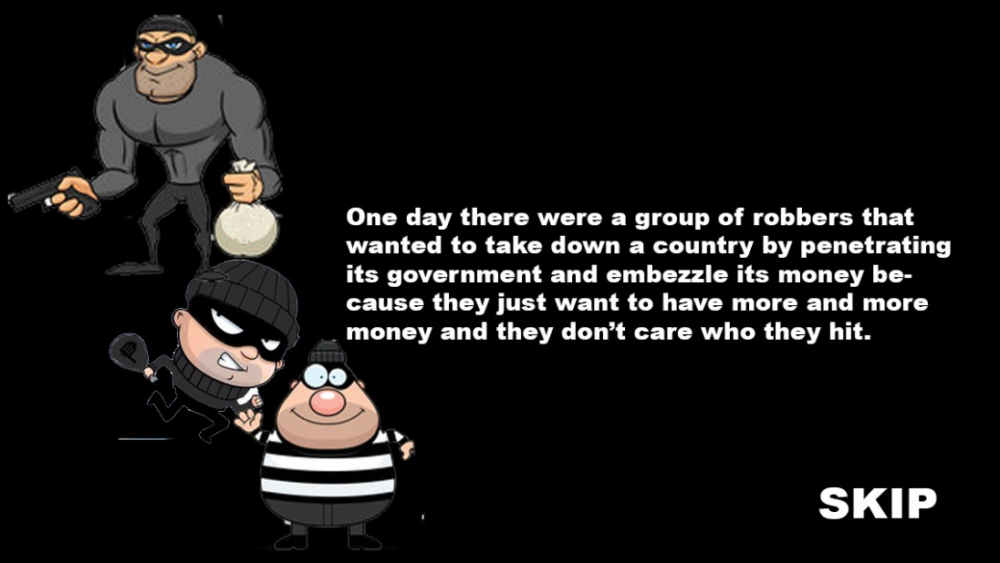 One day there were a group of robbers that
wanted to take down a country by penetrating
its government and embezzle its money be-
cause they just want to have more and more
money and they don’t care who they hit.
SKIP